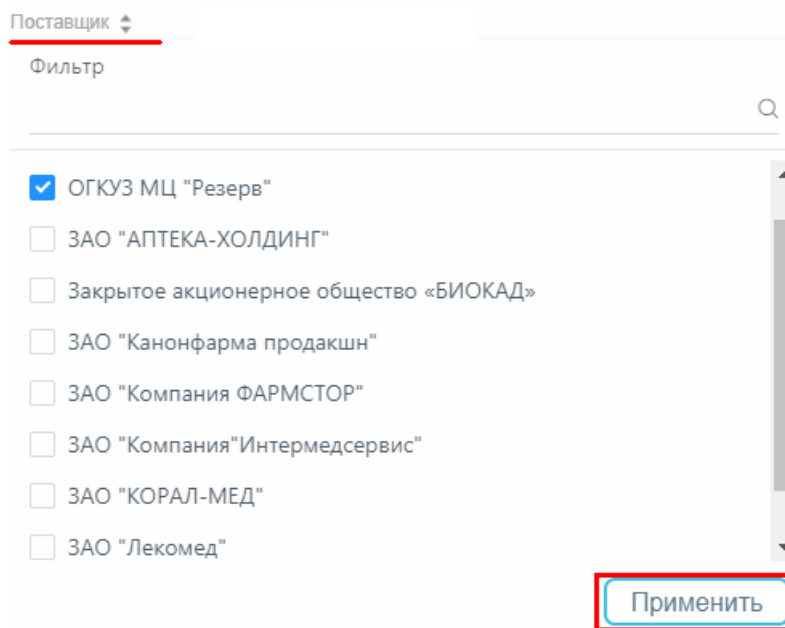 Поставщик
Фильтр
ОГКУЗ МЦ "Резерв"
ЗАО "АПТЕКА-ХОЛДИНГ"
Закрытое акционерное общество «БИОКАД»
ЗАО "Канонфарма продакшн"
ЗАО "Компания ФАРМСТОР"
ЗАО "Компания"Интермедсервис"
ЗАО "КОРАЛ-МЕД"
ЗАО "Лекомед"
Применить